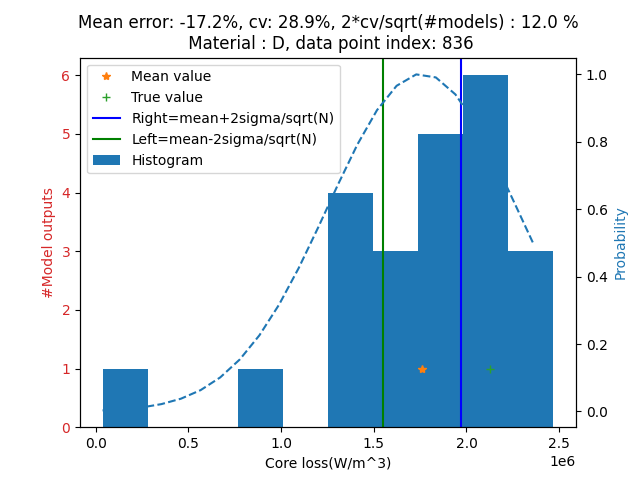 Mean error: -17.2%, cv: 28.9%, 2*cv/sqrt(#models) : 12.0 %
Material : D, data point index: 836
Mean value
True value
Right=mean+2sigma/sqrt(N)
Left=mean-2sigma/sqrt(N)
Histogram
#Model outputs
6
5
4
3
2
1
0
1.0
0.8
0.6
0.4
0.2
0.0
Probability
0.0 0.5 1.0 1.5 2.0 2.5
1e6
Core loss(W/m^3)